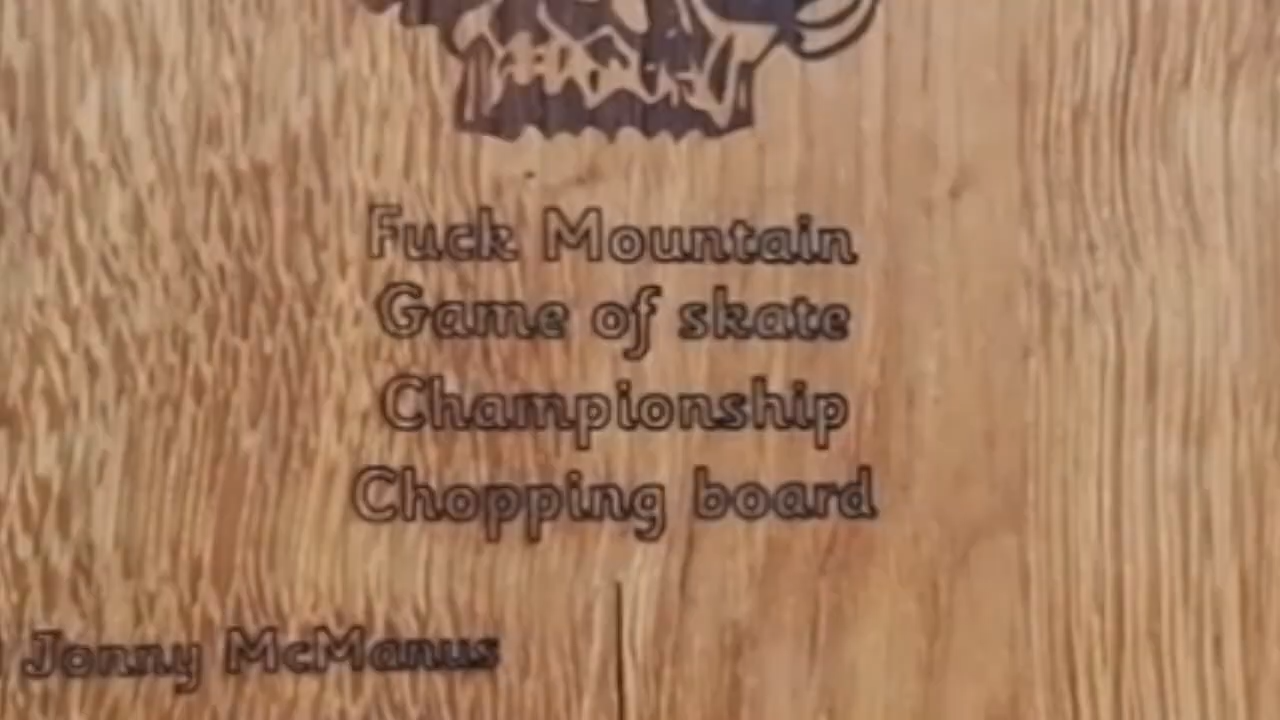 Fuck Mountain
Game of skate
Championship
Chopping board
Jonny McManus